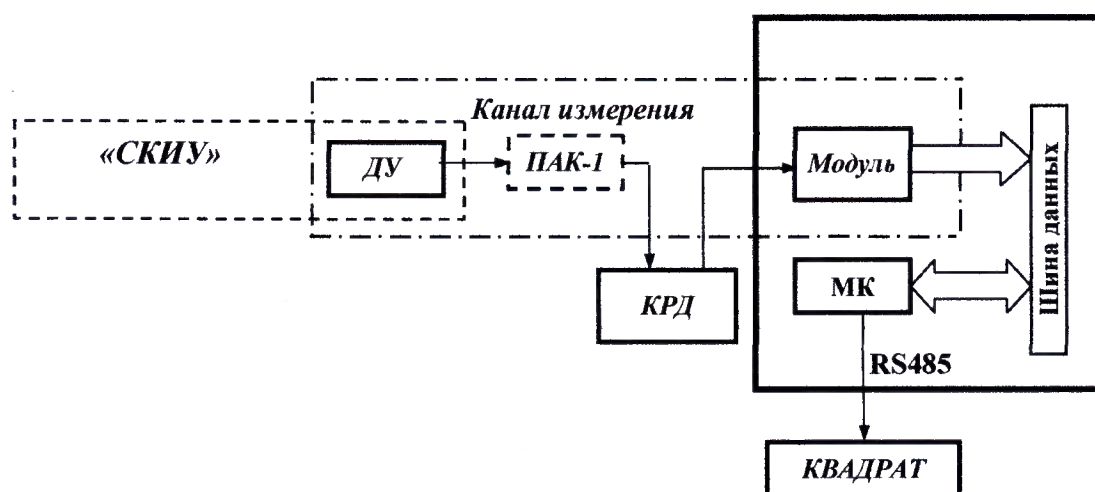 Канал измерения
«СКИУ»
ДУ
ПАК-1
Модуль
Шина данных
КРД
МК
RS485
КВАДРАТ